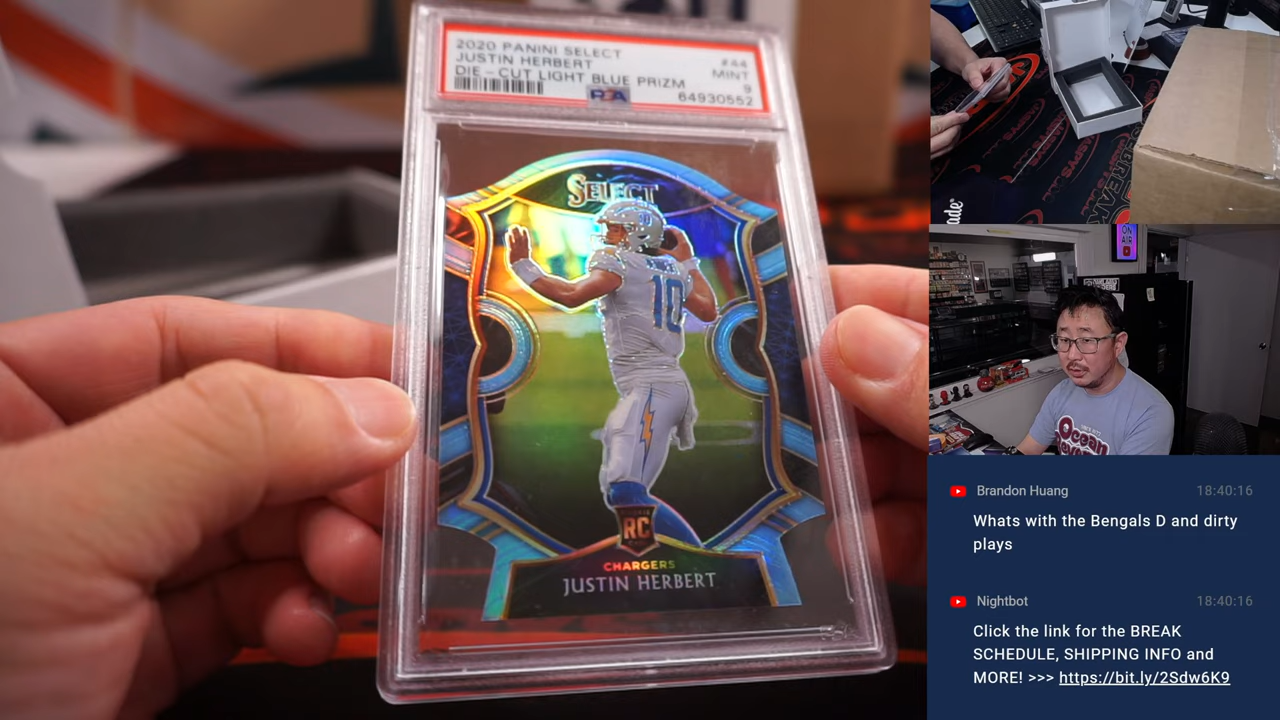 2020 PANINI SELECT #44
JUSTIN HERBERT MINT
DIE - CUT LIGHT BLUE PRIZM 9
PSA 64930552
SELECT
10
RC
CHARGERS
JUSTIN HERBERT
ON
AIR
Ocean
Brandon Huang 18:40:16
Whats with the Bengals D and dirty
plays
Nightbot 18:40:16
Click the link for the BREAK
SCHEDULE, SHIPPING INFO and
MORE! >>> https://bit.ly/2Sdw6K9